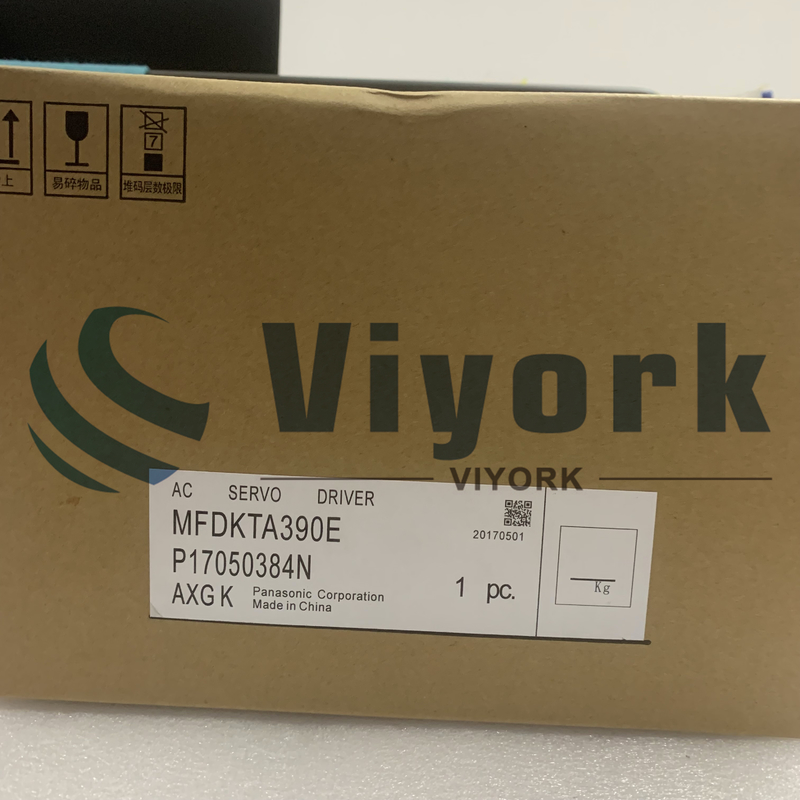 上
易碎物品
7
堆码层数极限
Viyork
VIYORK
AC SERVO DRIVER
MFDKTA390E
20170501
P17050384N
1 pc.
Kg
AXGK
Panasonic Corporation
Made in China